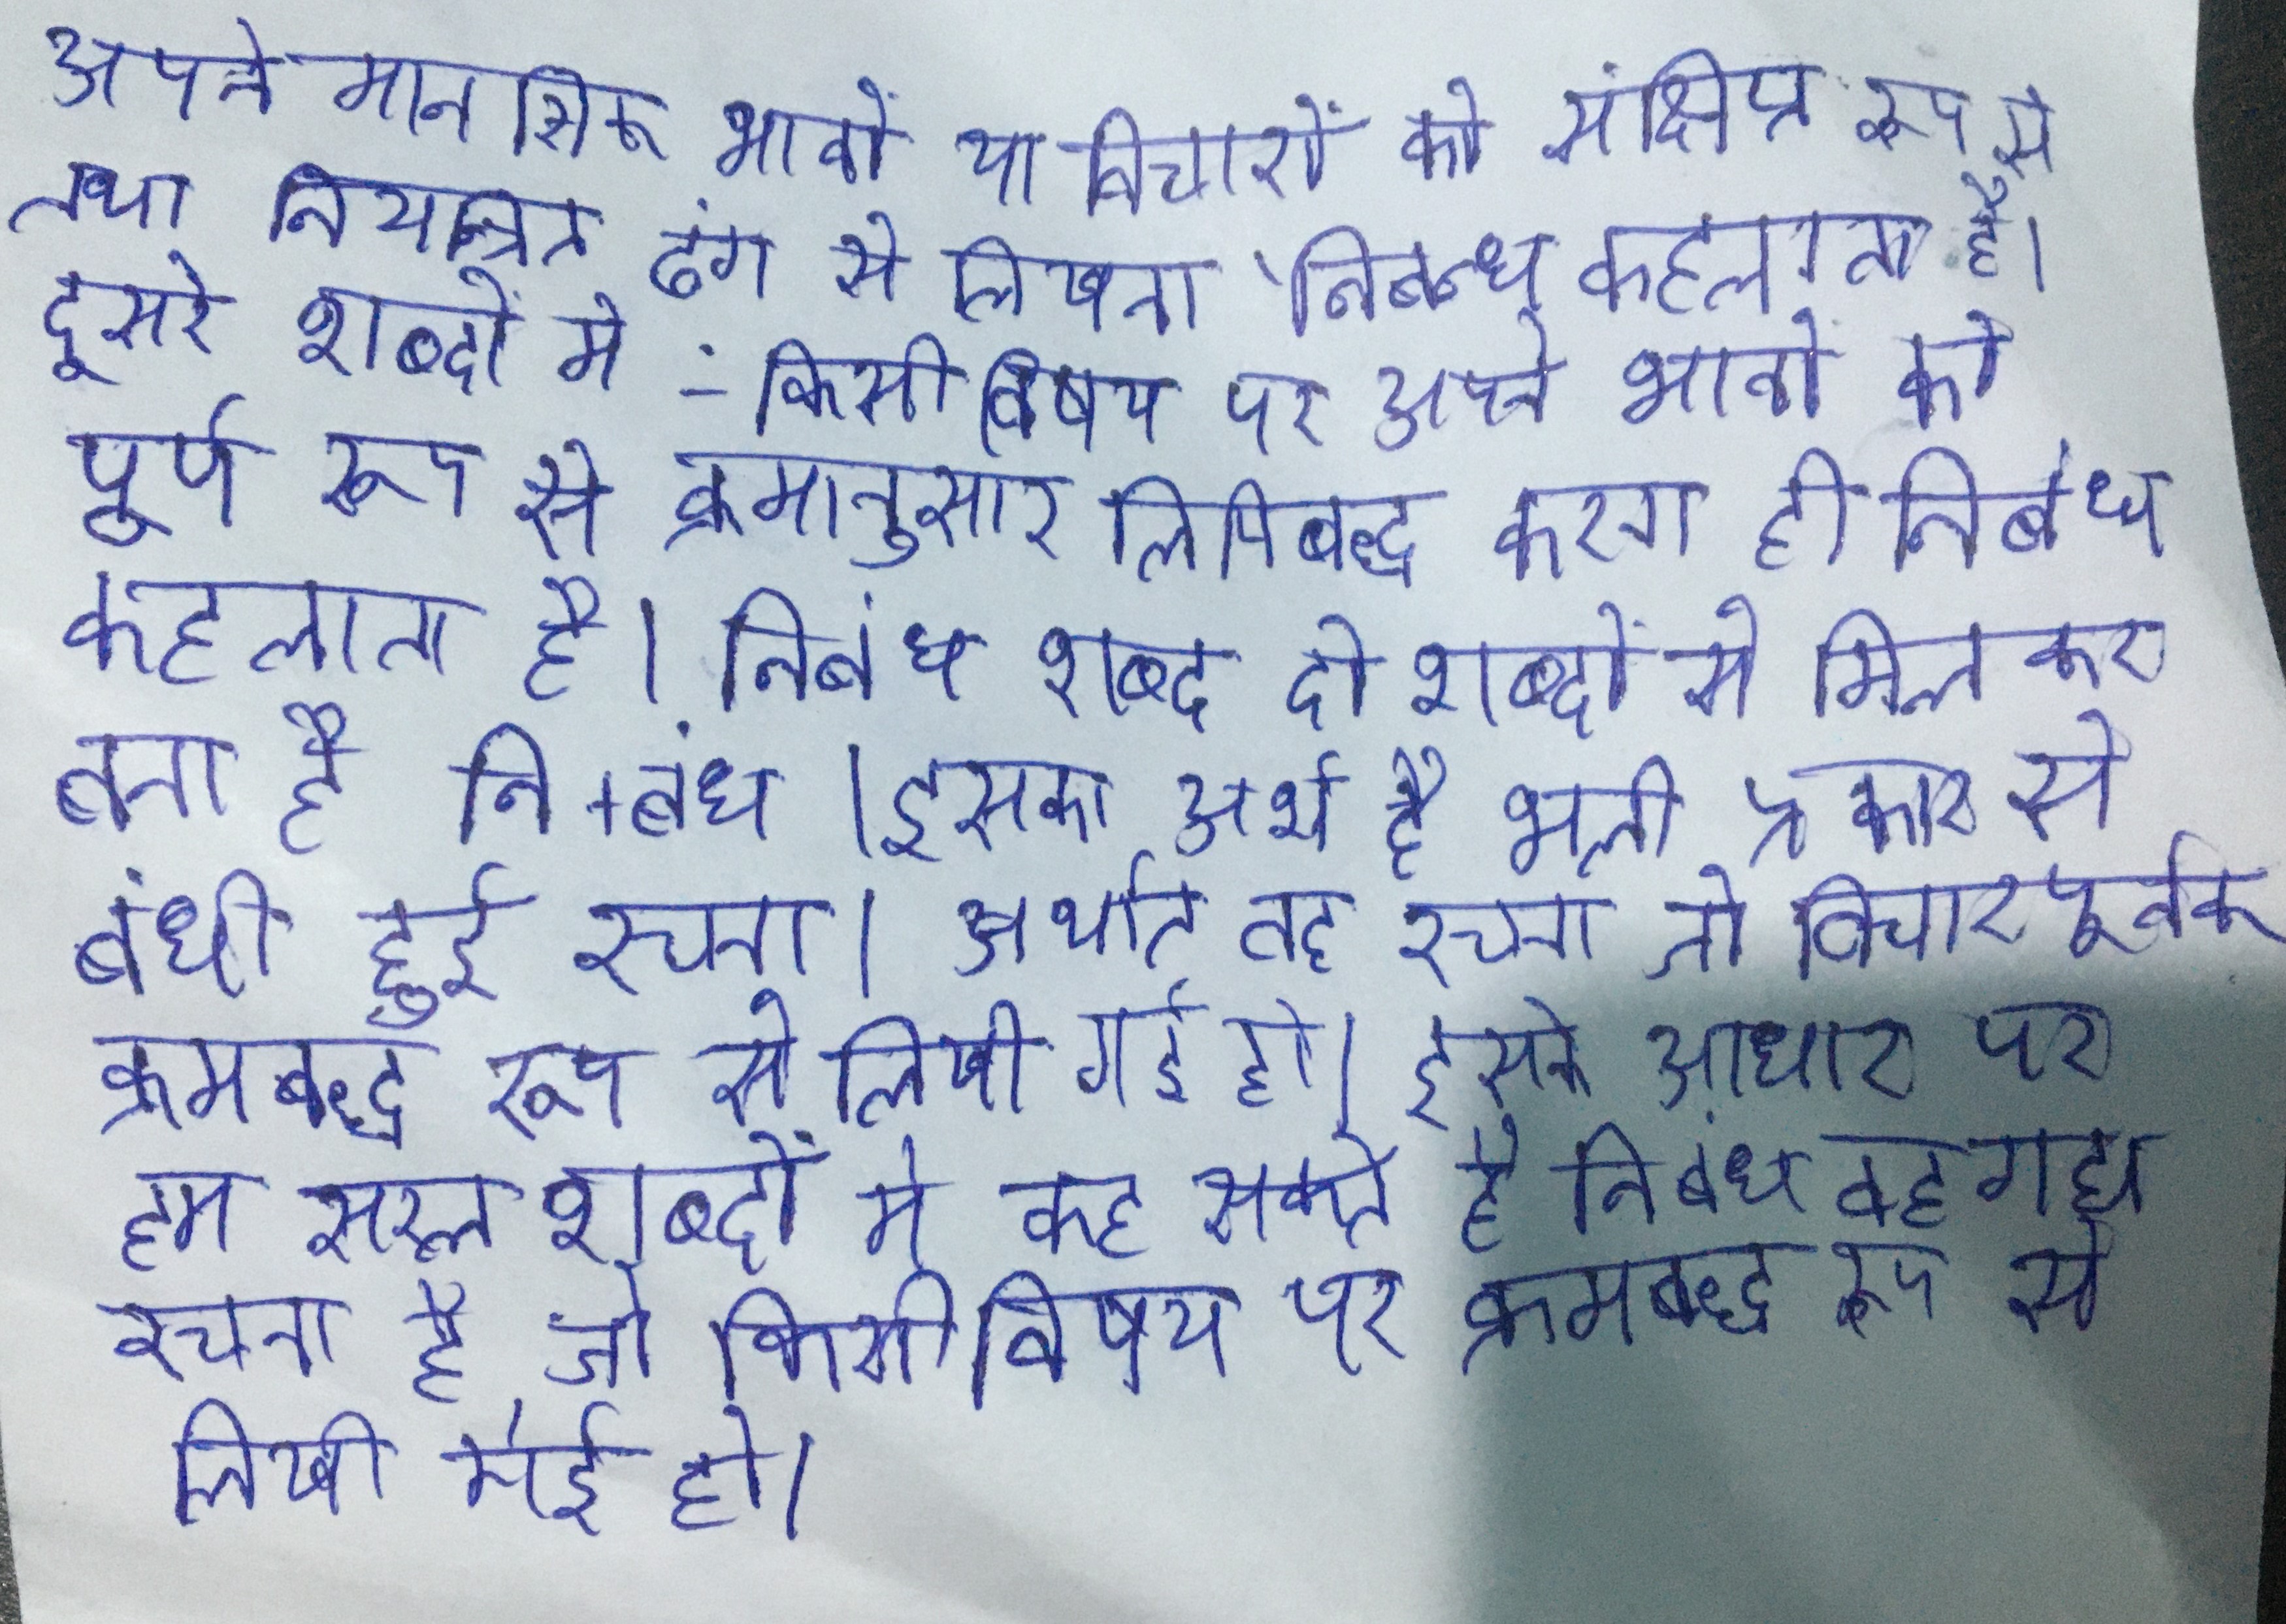 अपने मानसिक भावों या विचारों को संक्षिप्त रूप से
तथा नियन्त्रित ढंग से लिखना 'निबन्ध' कहलाता है।
दूसरे शब्दों में :- किसी विषय पर अपने भावों को
पूर्ण रूप से क्रमानुसार लिपिबद्ध करना ही निबंध
कहलाता है। निबंध शब्द दो शब्दों से मिल कर
बना है नि + बंध । इसका अर्थ है भली प्रकार से
बंधी हुई रचना। अर्थात् वह रचना जो विचारपूर्वक
क्रमबद्ध रूप से लिखी गई हो। इसके आधार पर
हम सरल शब्दों में कह सकते है निबंध वह गद्य
रचना है, जो किसी विषय पर क्रमबद्ध रूप से
लिखी गई हो।